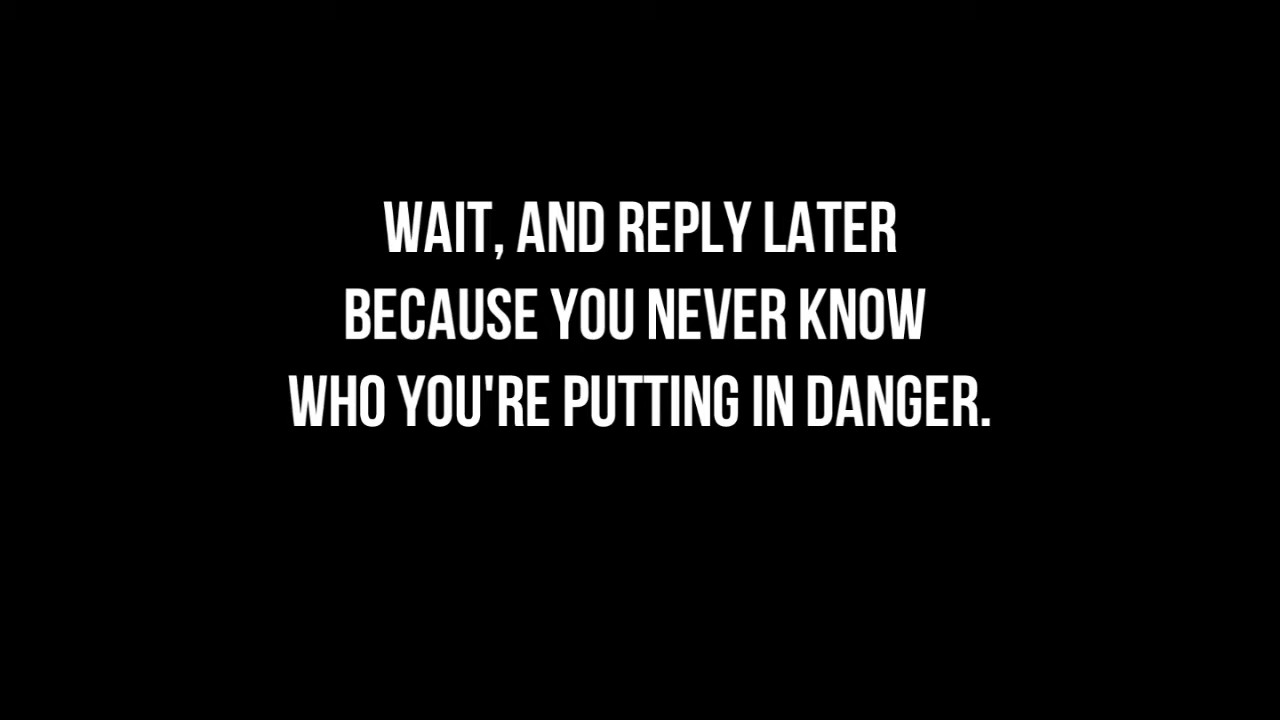 WAIT, AND REPLY LATER
BECAUSE YOU NEVER KNOW
WHO YOU'RE PUTTING IN DANGER.